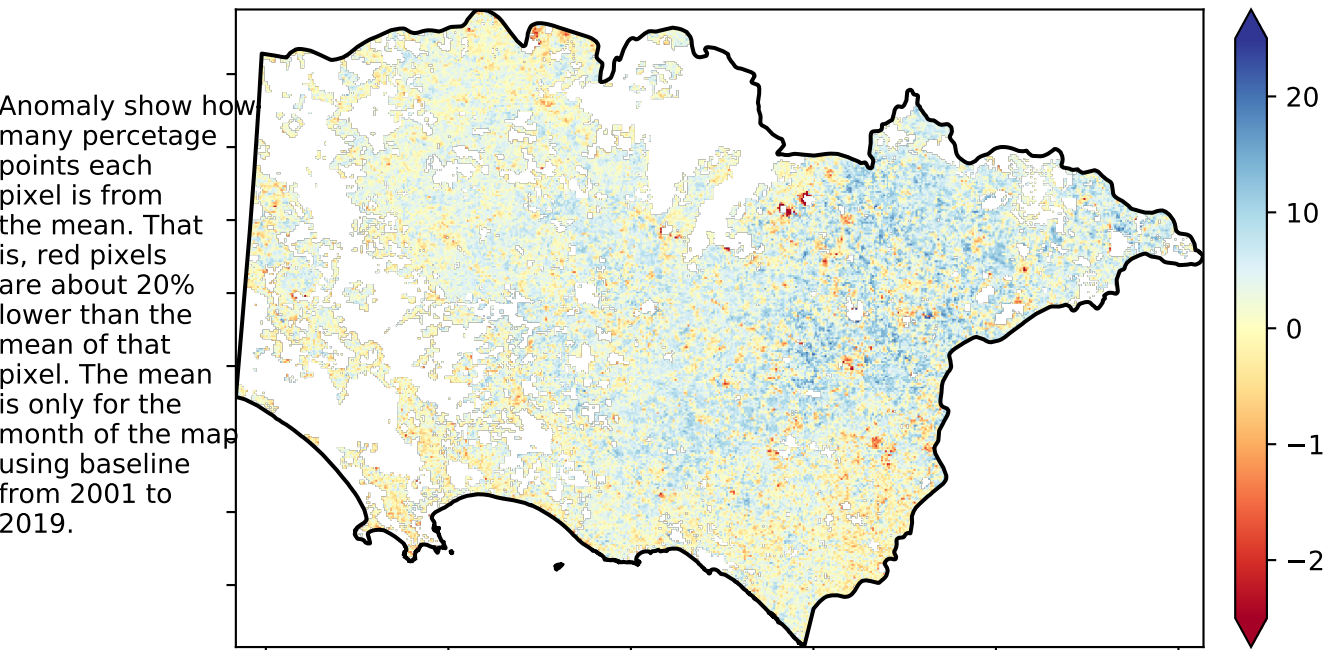 Anomaly show how
many percetage
points each
pixel is from
the mean. That
is, red pixels
are about 20%
lower than the
mean of that
pixel. The mean
is only for the
month of the map
using baseline
from 2001 to
2019.
20
10
0
−1
−2